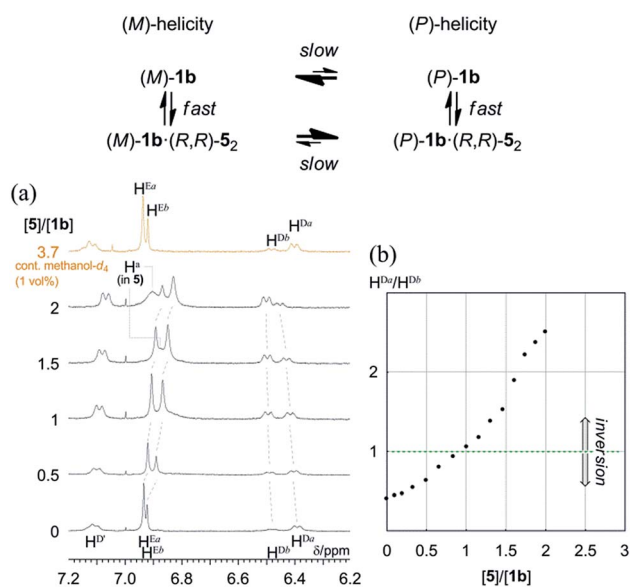 (M)-helicity (P)-helicity
slow
(M)-1b (P)-1b
fast fast
(M)-1b·(R,R)-5₂ (P)-1b·(R,R)-5₂
slow
(a)
[5]/[1b]
Hᴱᵃ
Hᴱᵇ
Hᴰᵇ
Hᴰᵃ
3.7
cont. methanol-d₄
(1 vol%)
Hᵃ
(in 5)
2
1.5
1
0.5
0
Hᴰ' Hᴱᵃ Hᴰᵇ Hᴰᵃ δ/ppm
Hᴱᵇ
7.2 7.0 6.8 6.6 6.4 6.2
(b)
Hᴰᵃ/Hᴰᵇ
2
1
inversion
0 0.5 1 1.5 2 2.5 3
[5]/[1b]